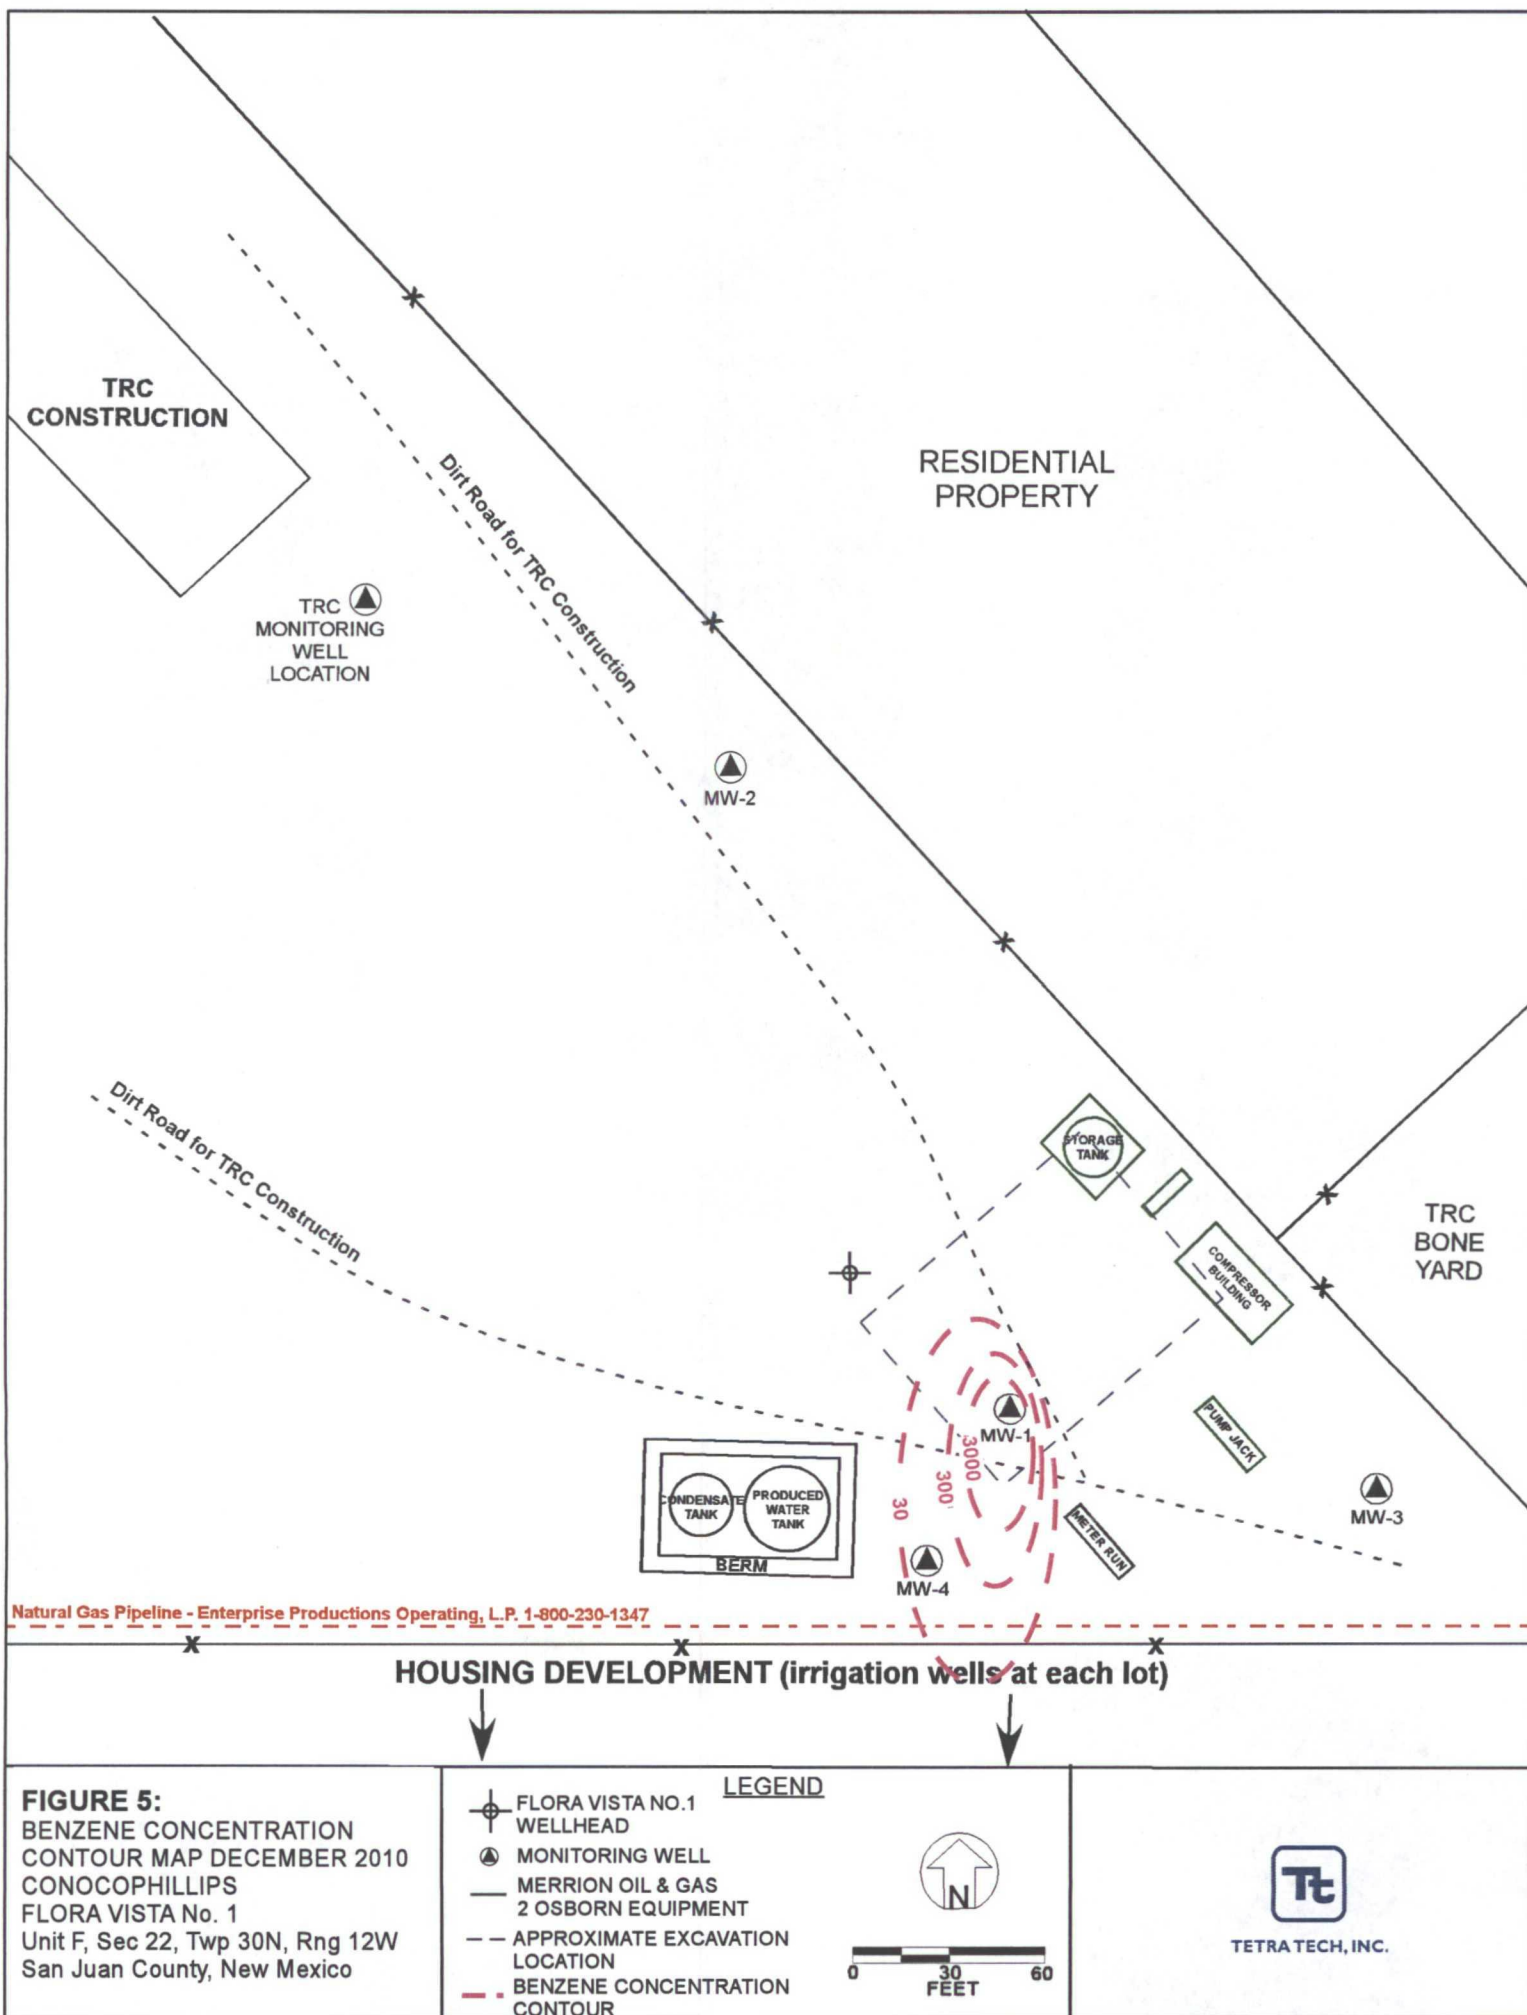 TRC
CONSTRUCTION
RESIDENTIAL
PROPERTY
Dirt Road for TRC Construction
TRC
MONITORING
WELL
LOCATION
MW-2
Dirt Road for TRC Construction
STORAGE
TANK
COMPRESSOR
BUILDING
TRC
BONE
YARD
PUMP JACK
MW-1
3000
300
30
MW-3
METER RUN
CONDENSATE
TANK
PRODUCED
WATER
TANK
BERM
MW-4
Natural Gas Pipeline - Enterprise Productions Operating, L.P. 1-800-230-1347
X
X
X
HOUSING DEVELOPMENT (irrigation wells at each lot)
FIGURE 5:
BENZENE CONCENTRATION
CONTOUR MAP DECEMBER 2010
CONOCOPHILLIPS
FLORA VISTA No. 1
Unit F, Sec 22, Twp 30N, Rng 12W
San Juan County, New Mexico
LEGEND
FLORA VISTA NO.1
WELLHEAD
MONITORING WELL
MERRION OIL & GAS
2 OSBORN EQUIPMENT
APPROXIMATE EXCAVATION
LOCATION
BENZENE CONCENTRATION
CONTOUR
N
0 30 60
FEET
Tt
TETRA TECH, INC.